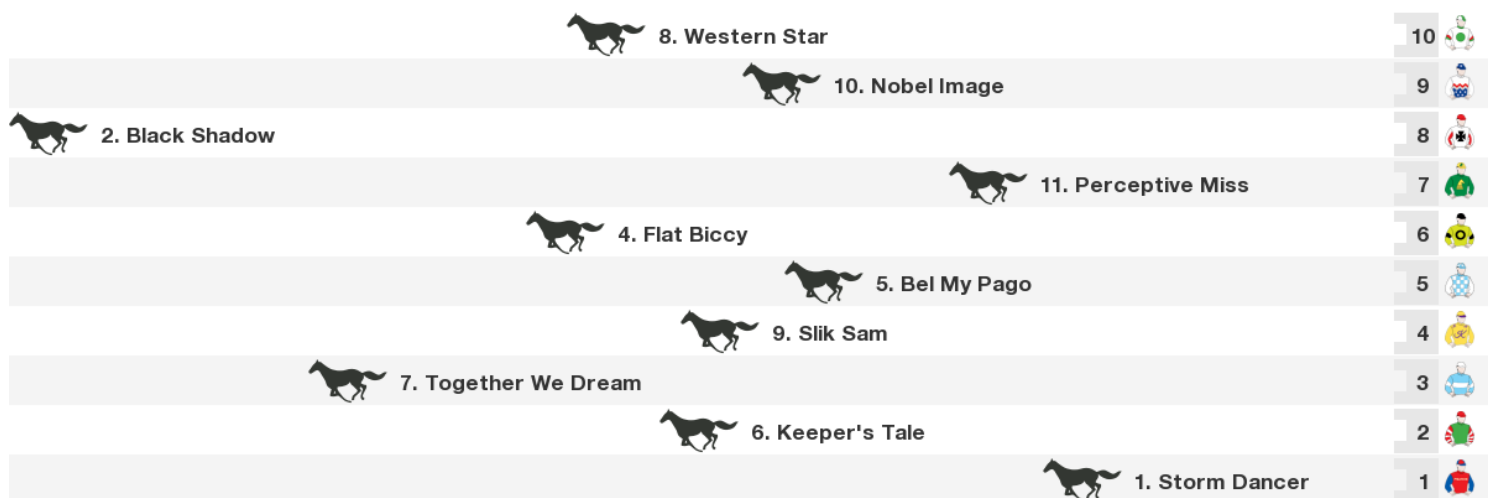 8. Western Star 10
10. Nobel Image 9
2. Black Shadow 8
11. Perceptive Miss 7
4. Flat Biccy 6
5. Bel My Pago 5
9. Slik Sam 4
7. Together We Dream 3
6. Keeper's Tale 2
1. Storm Dancer 1